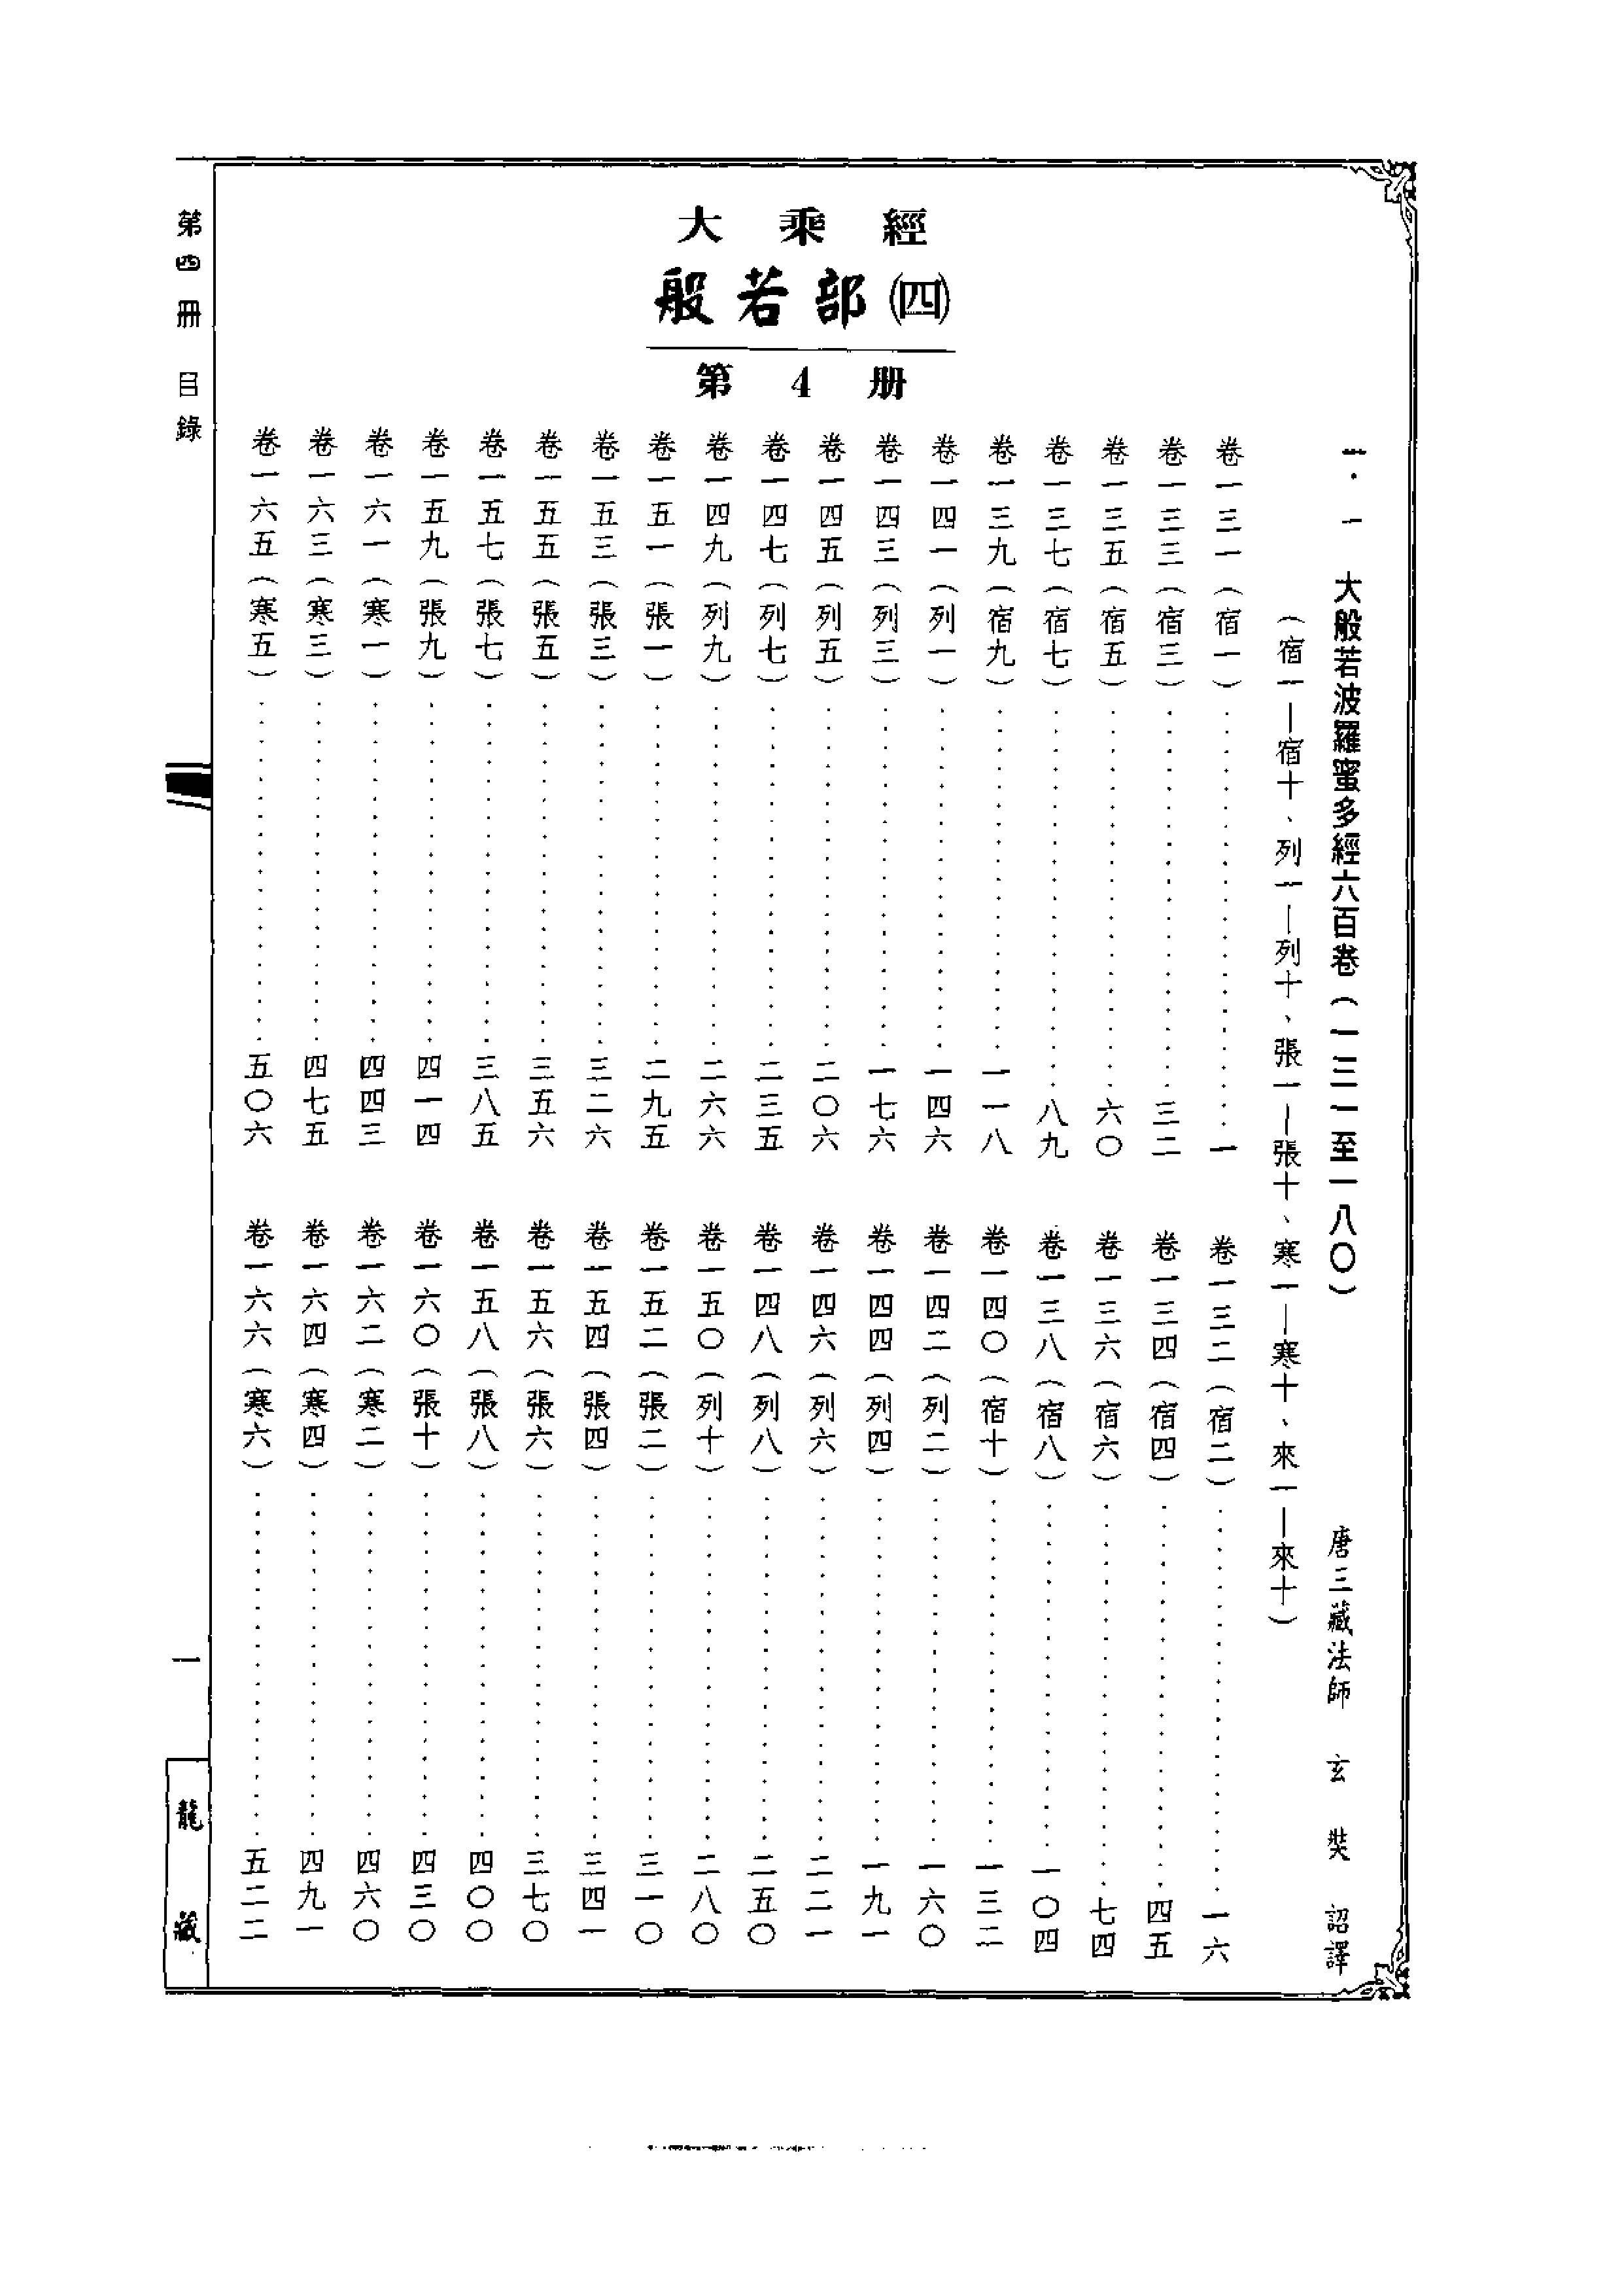 大乘經
般若部㈣
第4册
一·一 大般若波羅蜜多經六百卷（一三一至一八〇） 唐三藏法師 玄奘 詔譯
（宿一—宿十、列一—列十、張一—張十、寒一—寒十、來一—來十）
卷一三一（宿一）……一
卷一三二（宿二）……一六
卷一三三（宿三）……三二
卷一三四（宿四）……四五
卷一三五（宿五）……六〇
卷一三六（宿六）……七四
卷一三七（宿七）……八九
卷一三八（宿八）……一〇四
卷一三九（宿九）……一一八
卷一四〇（宿十）……一三二
卷一四一（列一）……一四六
卷一四二（列二）……一六〇
卷一四三（列三）……一七六
卷一四四（列四）……一九一
卷一四五（列五）……二〇六
卷一四六（列六）……二二一
卷一四七（列七）……二三五
卷一四八（列八）……二五〇
卷一四九（列九）……二六六
卷一五〇（列十）……二八〇
卷一五一（張一）……二九五
卷一五二（張二）……三一〇
卷一五三（張三）……三二六
卷一五四（張四）……三四一
卷一五五（張五）……三五六
卷一五六（張六）……三七〇
卷一五七（張七）……三八五
卷一五八（張八）……四〇〇
卷一五九（張九）……四一四
卷一六〇（張十）……四三〇
卷一六一（寒一）……四四三
卷一六二（寒二）……四六〇
卷一六三（寒三）……四七五
卷一六四（寒四）……四九一
卷一六五（寒五）……五〇六
卷一六六（寒六）……五二二
第四冊 目錄
一
龍藏